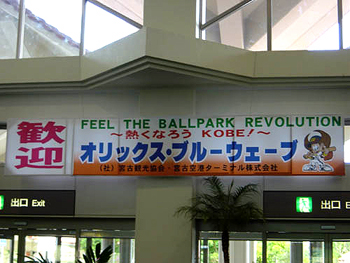 歓迎
FEEL THE BALLPARK REVOLUTION
～熱くなろう KOBE!～
オリックス・ブルーウェーブ
（社）宮古観光協会・宮古空港ターミナル株式会社
出口 Exit
出口 Exit